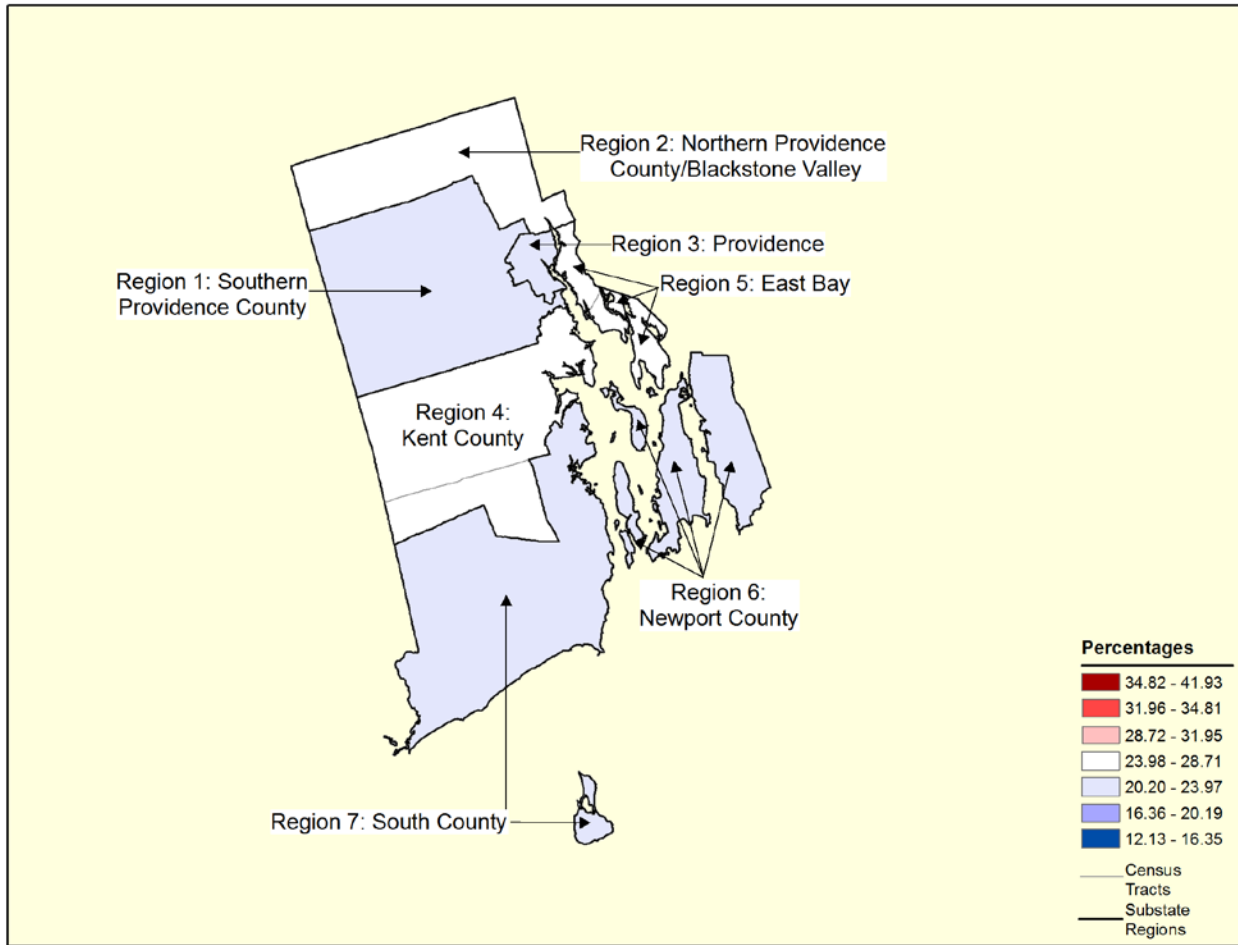 Region 2: Northern Providence
County/Blackstone Valley
Region 3: Providence
Region 1: Southern
Providence County
Region 5: East Bay
Region 4:
Kent County
Region 6:
Newport County
Region 7: South County
Percentages
34.82 - 41.93
31.96 - 34.81
28.72 - 31.95
23.98 - 28.71
20.20 - 23.97
16.36 - 20.19
12.13 - 16.35
Census
Tracts
Substate
Regions